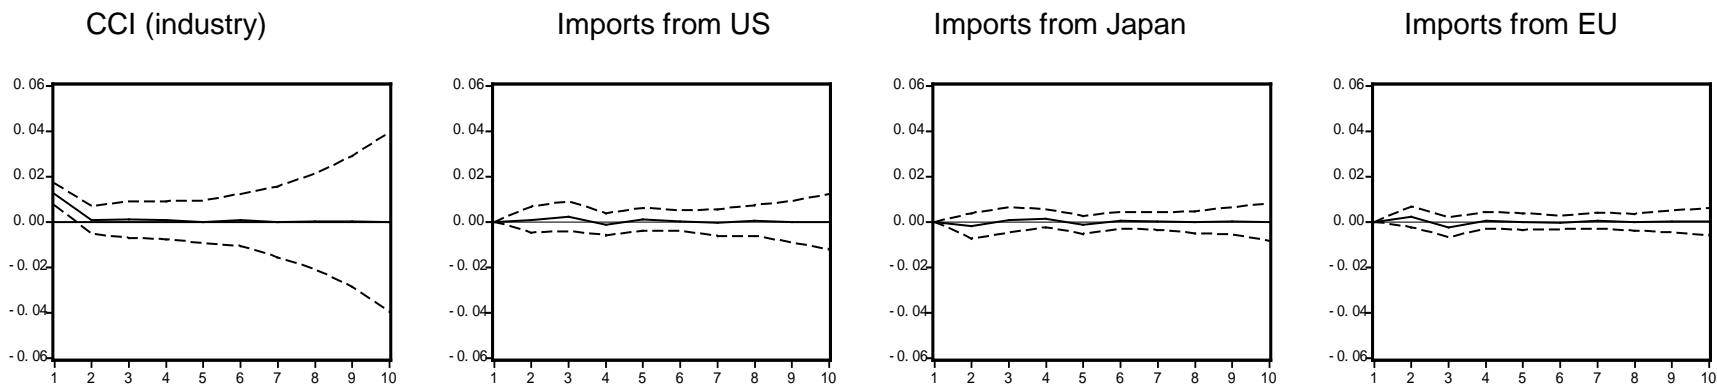 CCI (industry) Imports from US Imports from Japan Imports from EU
0.06 0.06 0.06 0.06
0.04 0.04 0.04 0.04
0.02 0.02 0.02 0.02
0.00 0.00 0.00 0.00
-0.02 -0.02 -0.02 -0.02
-0.04 -0.04 -0.04 -0.04
-0.06 -0.06 -0.06 -0.06
1 2 3 4 5 6 7 8 9 10 1 2 3 4 5 6 7 8 9 10 1 2 3 4 5 6 7 8 9 10 1 2 3 4 5 6 7 8 9 10